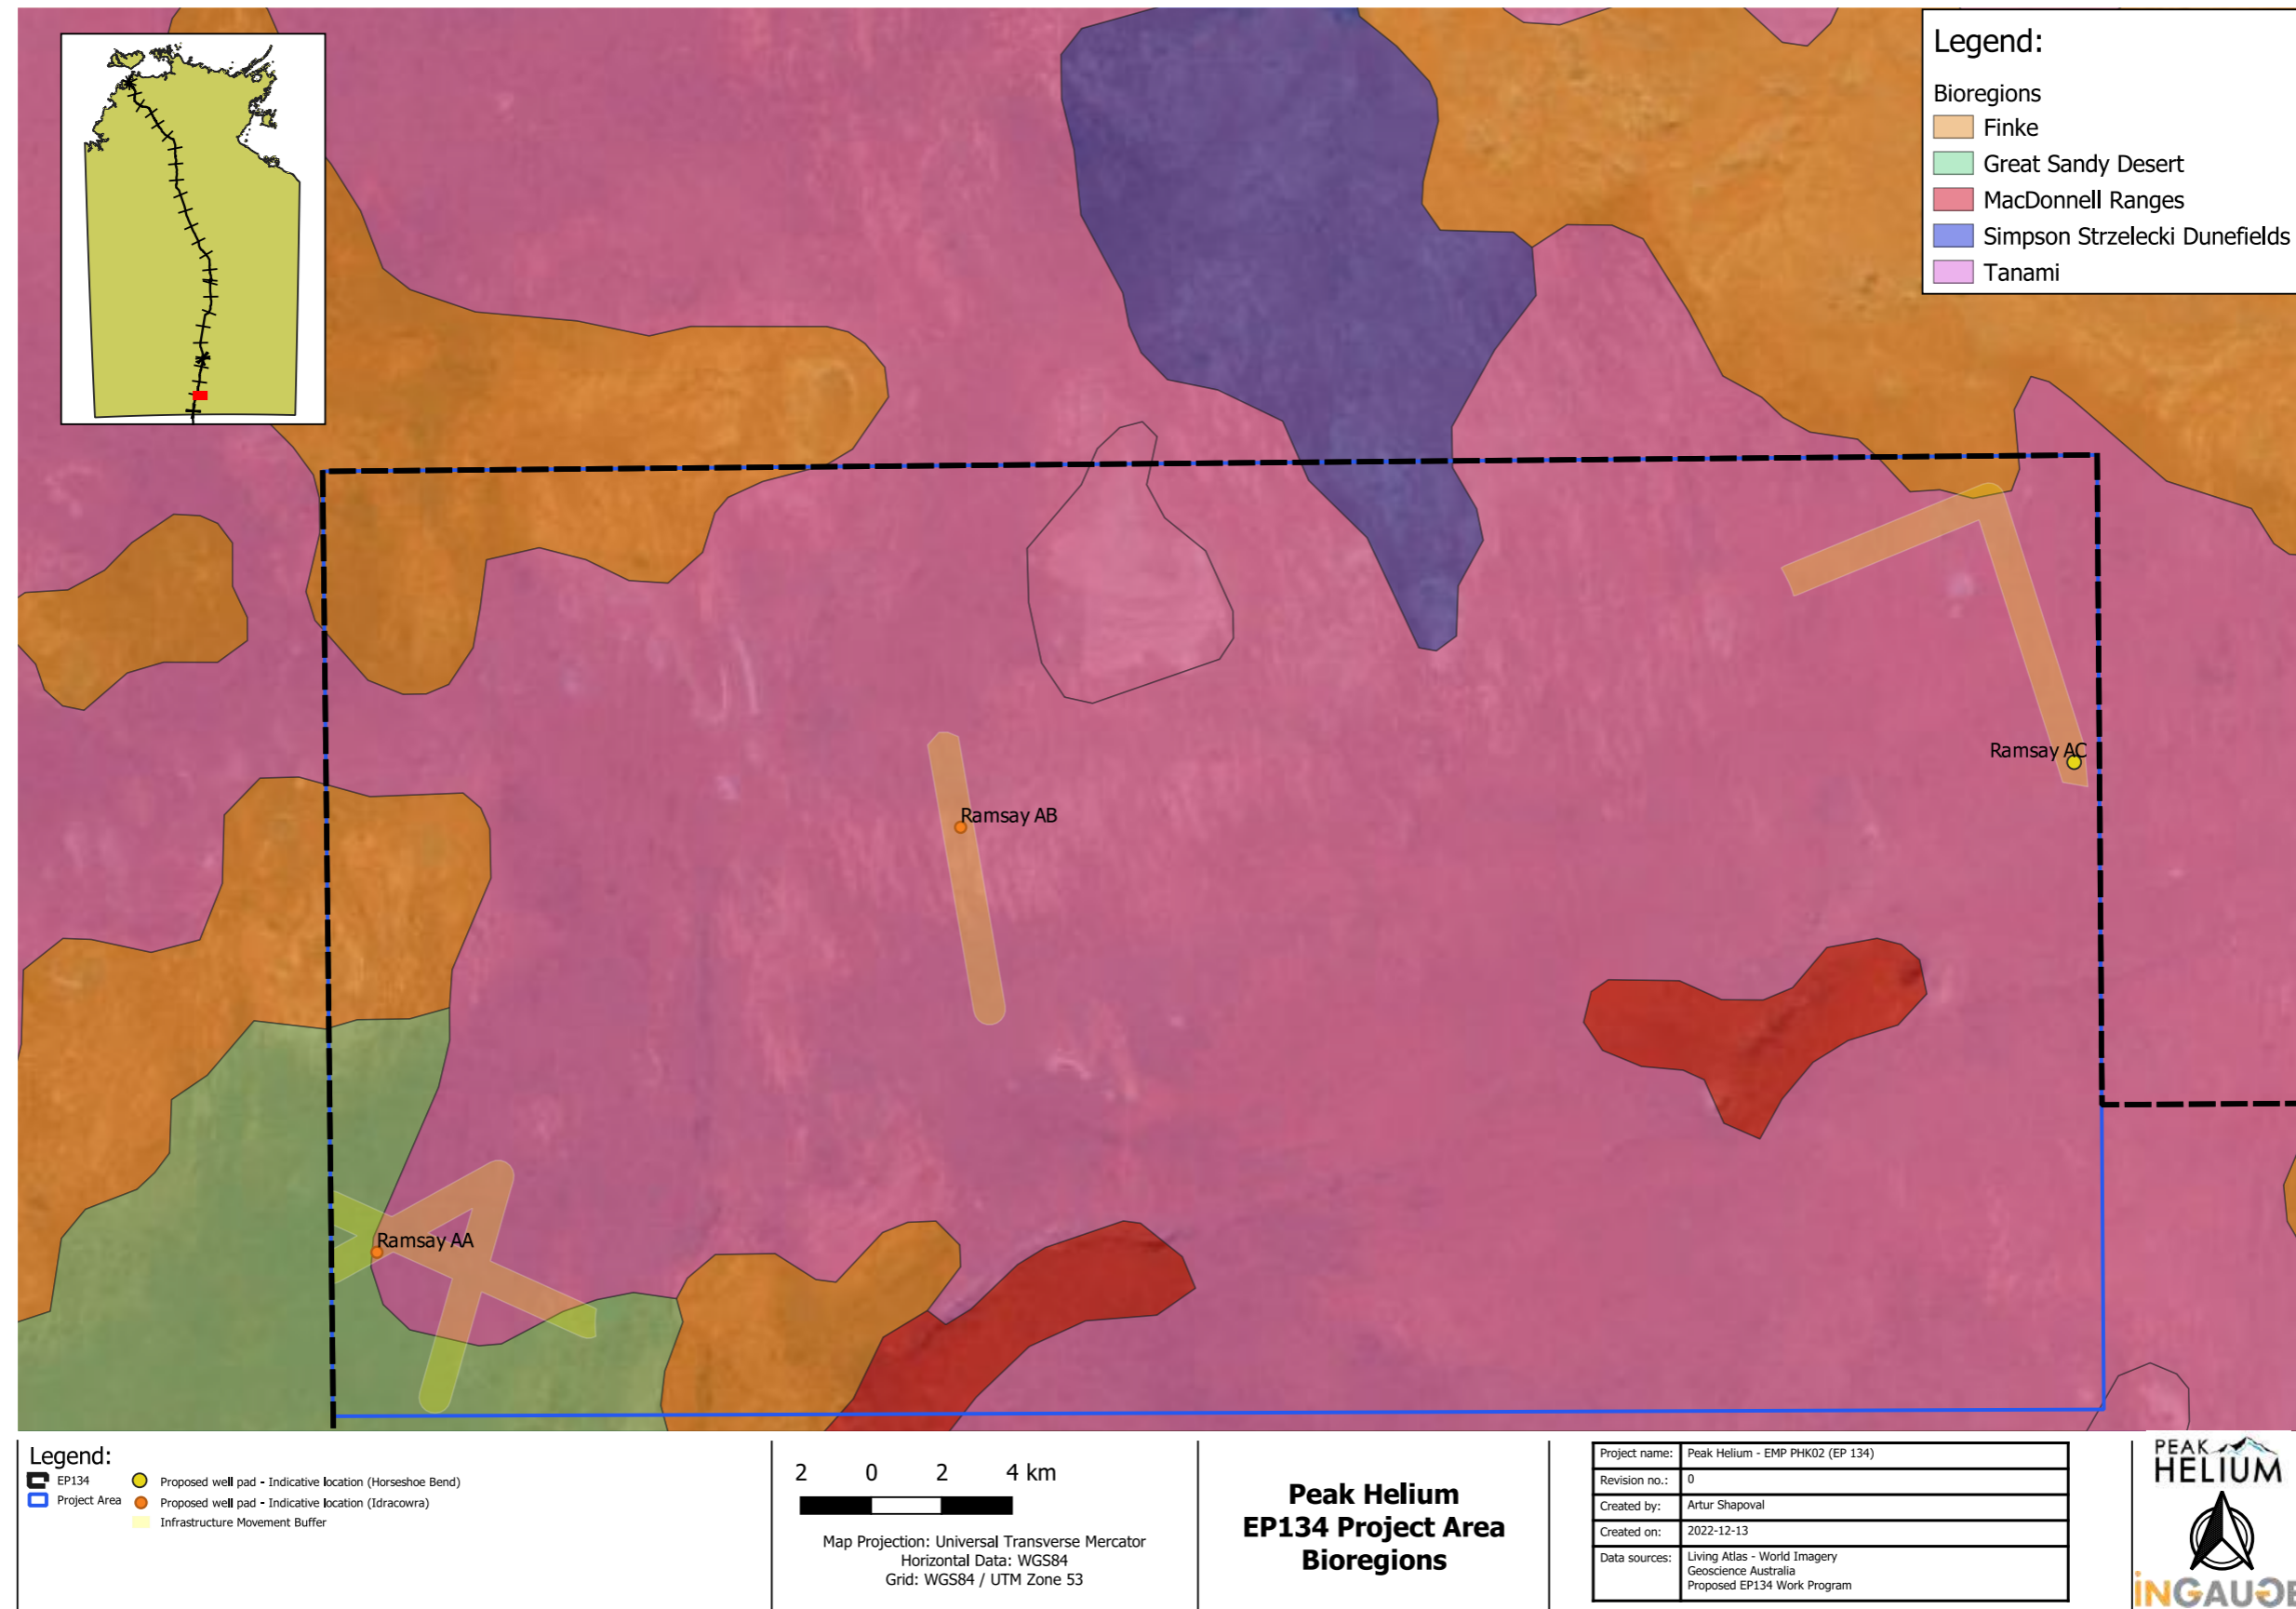 Legend:
Bioregions
Finke
Great Sandy Desert
MacDonnell Ranges
Simpson Strzelecki Dunefields
Tanami
Ramsay AC
Ramsay AB
Ramsay AA
Legend:
EP134
Project Area
Proposed well pad - Indicative location (Horseshoe Bend)
Proposed well pad - Indicative location (Idracowra)
Infrastructure Movement Buffer
2 0 2 4 km
Map Projection: Universal Transverse Mercator
Horizontal Data: WGS84
Grid: WGS84 / UTM Zone 53
Peak Helium
EP134 Project Area
Bioregions
Project name: Peak Helium - EMP PHK02 (EP 134)
Revision no.: 0
Created by: Artur Shapoval
Created on: 2022-12-13
Data sources: Living Atlas - World Imagery
Geoscience Australia
Proposed EP134 Work Program
PEAK
HELIUM
INGAUGE